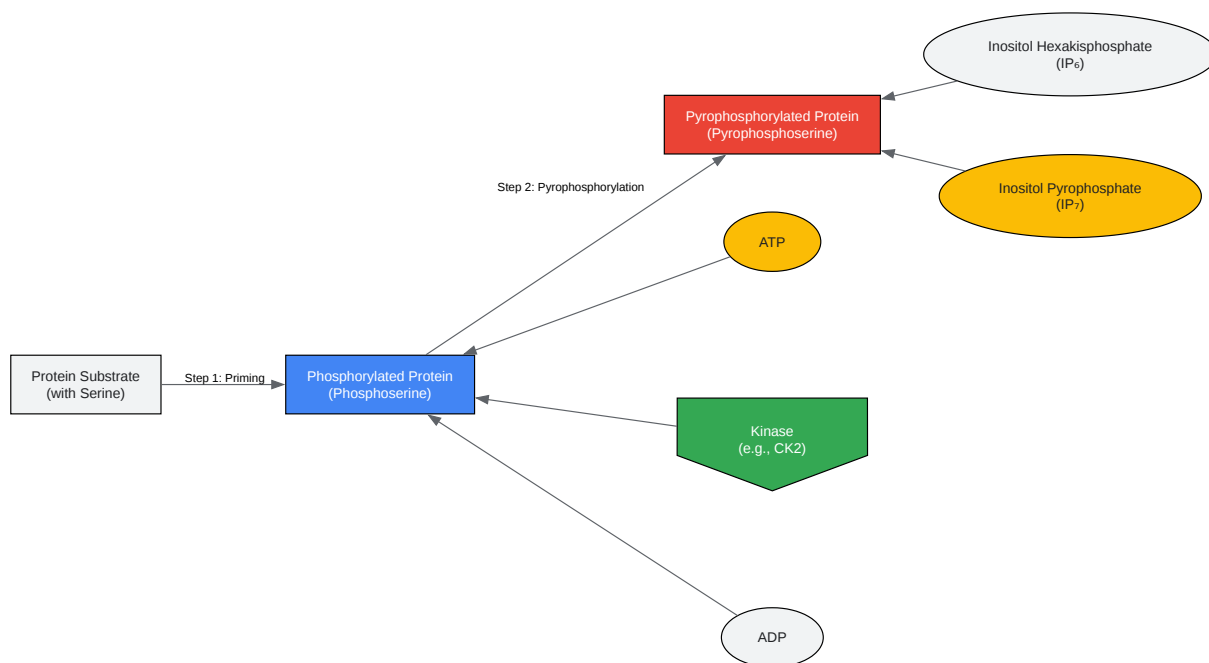 Inositol Hexakisphosphate
(IP₆)
Pyrophosphorylated Protein
(Pyrophosphoserine)
Step 2: Pyrophosphorylation
Inositol Pyrophosphate
(IP₇)
ATP
Protein Substrate
(with Serine)
Step 1: Priming
Phosphorylated Protein
(Phosphoserine)
Kinase
(e.g., CK2)
ADP